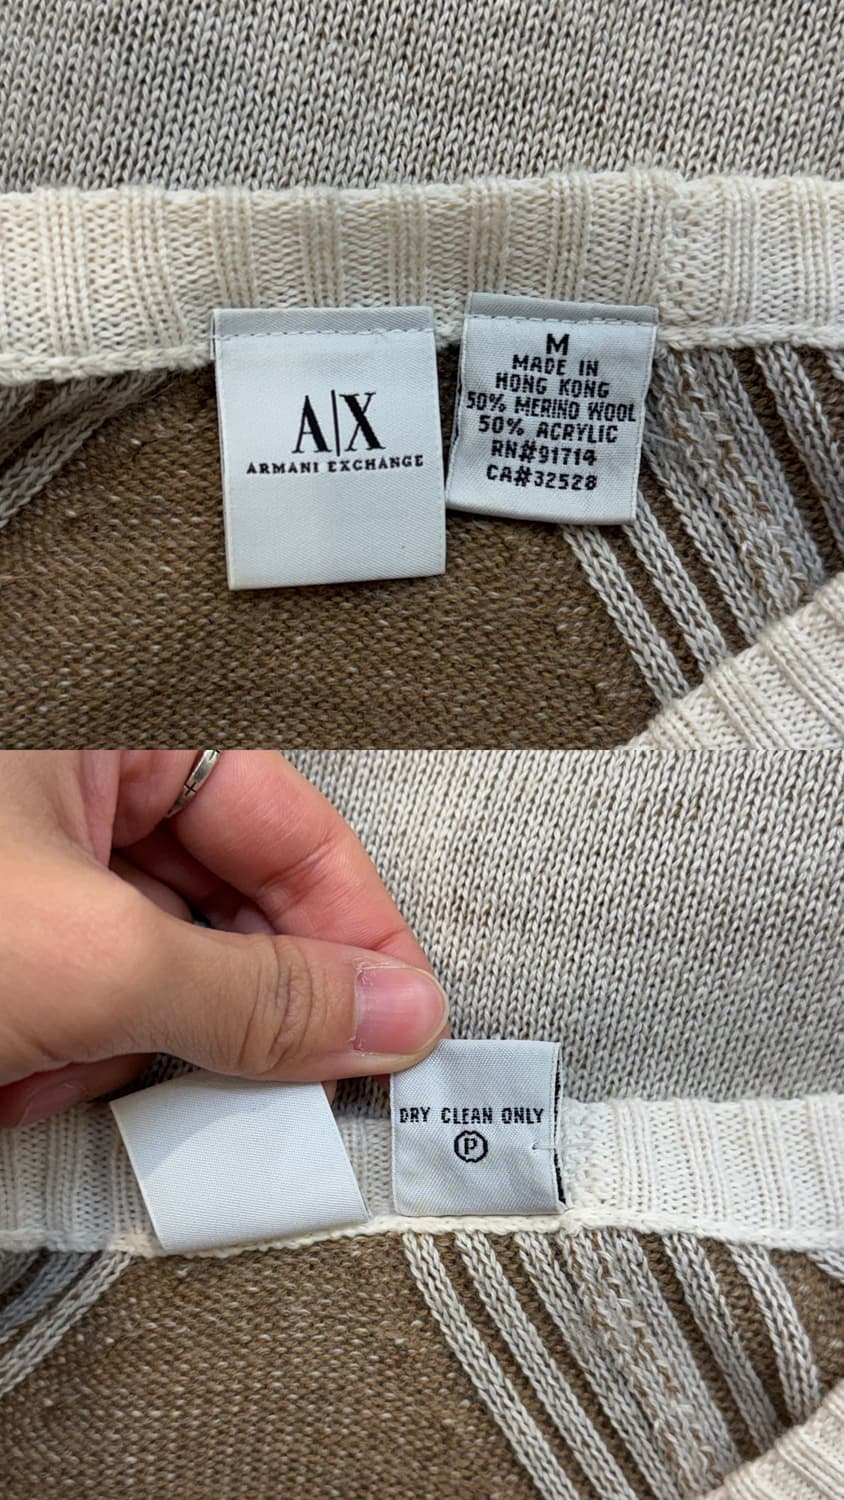 A|X
ARMANI EXCHANGE
M
MADE IN
HONG KONG
50% MERINO WOOL
50% ACRYLIC
RN#91714
CA#32528
DRY CLEAN ONLY
P